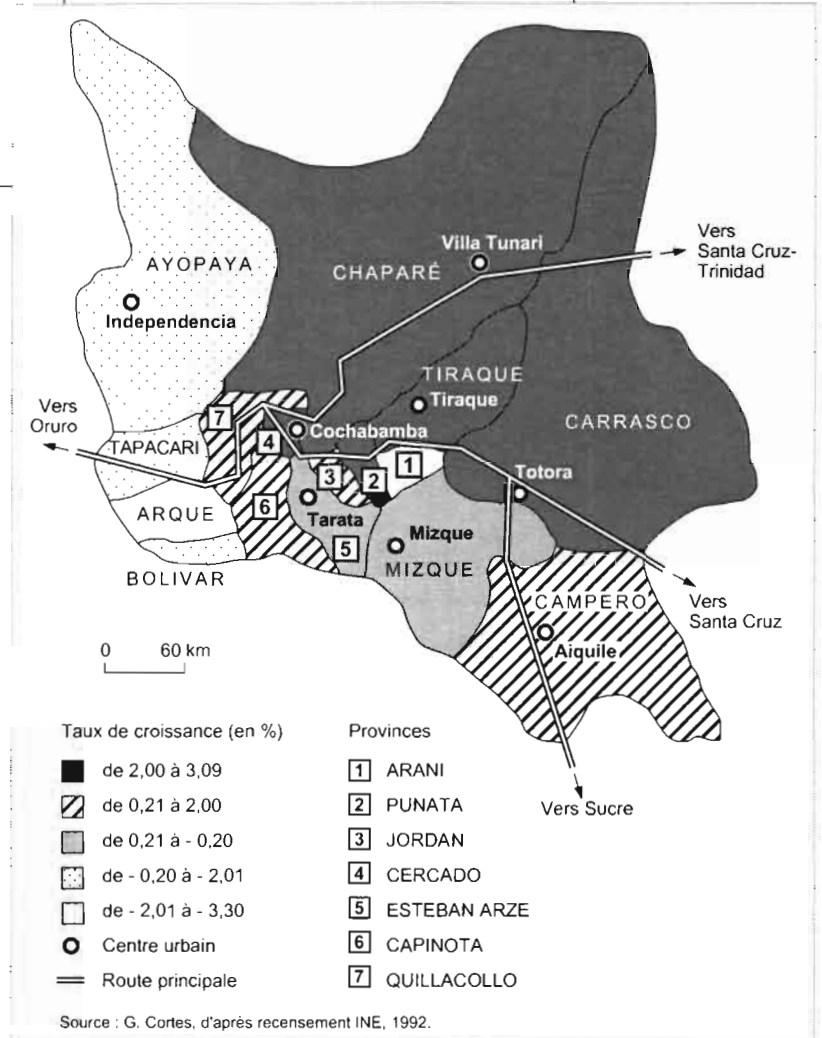 Vers
Santa Cruz-
Trinidad
Villa Tunari
CHAPARÉ
AYOPAYA
Independencia
TIRAQUE
Tiraque
CARRASCO
Vers
Oruro
7
Cochabamba
4
TAPACARI
1
3
2
Totora
ARQUE
6
Tarata
Mizque
5
MIZQUE
BOLIVAR
CAMPERO
Vers
Santa Cruz
Aiquile
0 60 km
Vers Sucre
Taux de croissance (en %)
de 2,00 à 3,09
de 0,21 à 2,00
de 0,21 à - 0,20
de - 0,20 à - 2,01
de - 2,01 à - 3,30
Centre urbain
Route principale
Provinces
1 ARANI
2 PUNATA
3 JORDAN
4 CERCADO
5 ESTEBAN ARZE
6 CAPINOTA
7 QUILLACOLLO
Source : G. Cortes, d'après recensement INE, 1992.